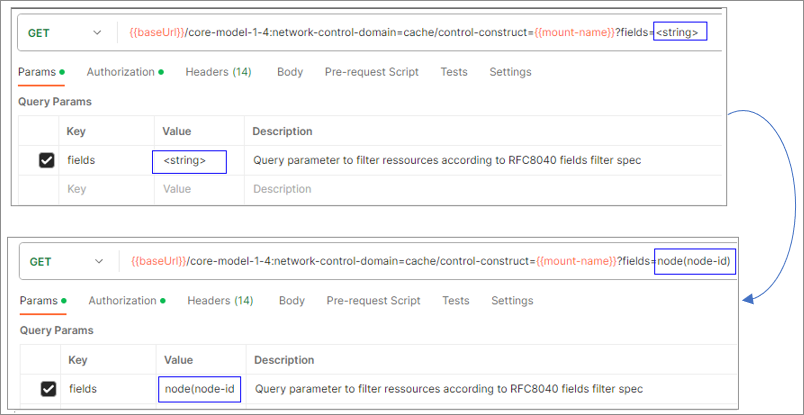 GET {{baseUrl}}/core-model-1-4:network-control-domain=cache/control-construct={{mount-name}}?fields=<string>
Params Authorization Headers (14) Body Pre-request Script Tests Settings
Query Params
Key Value Description
fields <string> Query parameter to filter ressources according to RFC8040 fields filter spec
Key Value Description
GET {{baseUrl}}/core-model-1-4:network-control-domain=cache/control-construct={{mount-name}}?fields=node(node-id)
Params Authorization Headers (14) Body Pre-request Script Tests Settings
Query Params
Key Value Description
fields node(node-id Query parameter to filter ressources according to RFC8040 fields filter spec